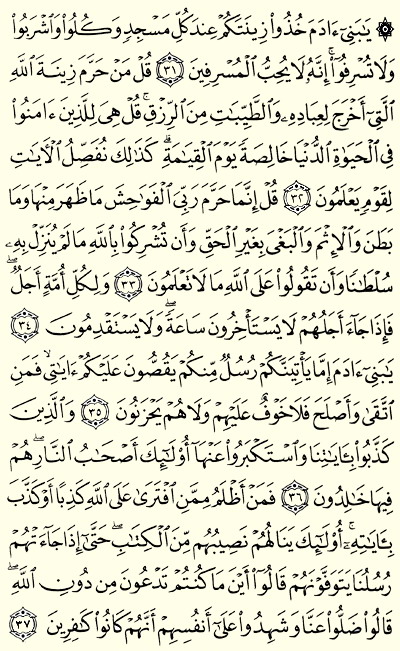 ۞ يَٰبَنِىٓ ءَادَمَ خُذُوا۟ زِينَتَكُمْ عِندَ كُلِّ مَسْجِدٍ وَكُلُوا۟ وَٱشْرَبُوا۟
وَلَا تُسْرِفُوٓا۟ ۚ إِنَّهُۥ لَا يُحِبُّ ٱلْمُسْرِفِينَ ٣١ قُلْ مَنْ حَرَّمَ زِينَةَ ٱللَّهِ
ٱلَّتِىٓ أَخْرَجَ لِعِبَادِهِۦ وَٱلطَّيِّبَٰتِ مِنَ ٱلرِّزْقِ ۚ قُلْ هِىَ لِلَّذِينَ ءَامَنُوا۟
فِى ٱلْحَيَوٰةِ ٱلدُّنْيَا خَالِصَةً يَوْمَ ٱلْقِيَٰمَةِ ۗ كَذَٰلِكَ نُفَصِّلُ ٱلْءَايَٰتِ
لِقَوْمٍ يَعْلَمُونَ ٣٢ قُلْ إِنَّمَا حَرَّمَ رَبِّىَ ٱلْفَوَٰحِشَ مَا ظَهَرَ مِنْهَا وَمَا
بَطَنَ وَٱلْإِثْمَ وَٱلْبَغْىَ بِغَيْرِ ٱلْحَقِّ وَأَن تُشْرِكُوا۟ بِٱللَّهِ مَا لَمْ يُنَزِّلْ بِهِۦ
سُلْطَٰنًا وَأَن تَقُولُوا۟ عَلَى ٱللَّهِ مَا لَا تَعْلَمُونَ ٣٣ وَلِكُلِّ أُمَّةٍ أَجَلٌ ۖ
فَإِذَا جَآءَ أَجَلُهُمْ لَا يَسْتَأْخِرُونَ سَاعَةً ۖ وَلَا يَسْتَقْدِمُونَ ٣٤
يَٰبَنِىٓ ءَادَمَ إِمَّا يَأْتِيَنَّكُمْ رُسُلٌ مِّنكُمْ يَقُصُّونَ عَلَيْكُمْ ءَايَٰتِى ۙ فَمَنِ
ٱتَّقَىٰ وَأَصْلَحَ فَلَا خَوْفٌ عَلَيْهِمْ وَلَا هُمْ يَحْزَنُونَ ٣٥ وَٱلَّذِينَ
كَذَّبُوا۟ بِـَٔايَٰتِنَا وَٱسْتَكْبَرُوا۟ عَنْهَآ أُو۟لَٰٓئِكَ أَصْحَٰبُ ٱلنَّارِ ۖ هُمْ
فِيهَا خَٰلِدُونَ ٣٦ فَمَنْ أَظْلَمُ مِمَّنِ ٱفْتَرَىٰ عَلَى ٱللَّهِ كَذِبًا أَوْ كَذَّبَ
بِـَٔايَٰتِهِۦٓ ۚ أُو۟لَٰٓئِكَ يَنَالُهُمْ نَصِيبُهُم مِّنَ ٱلْكِتَٰبِ ۖ حَتَّىٰٓ إِذَا جَآءَتْهُمْ
رُسُلُنَا يَتَوَفَّوْنَهُمْ قَالُوٓا۟ أَيْنَ مَا كُنتُمْ تَدْعُونَ مِن دُونِ ٱللَّهِ ۖ
قَالُوا۟ ضَلُّوا۟ عَنَّا وَشَهِدُوا۟ عَلَىٰٓ أَنفُسِهِمْ أَنَّهُمْ كَانُوا۟ كَٰفِرِينَ ٣٧